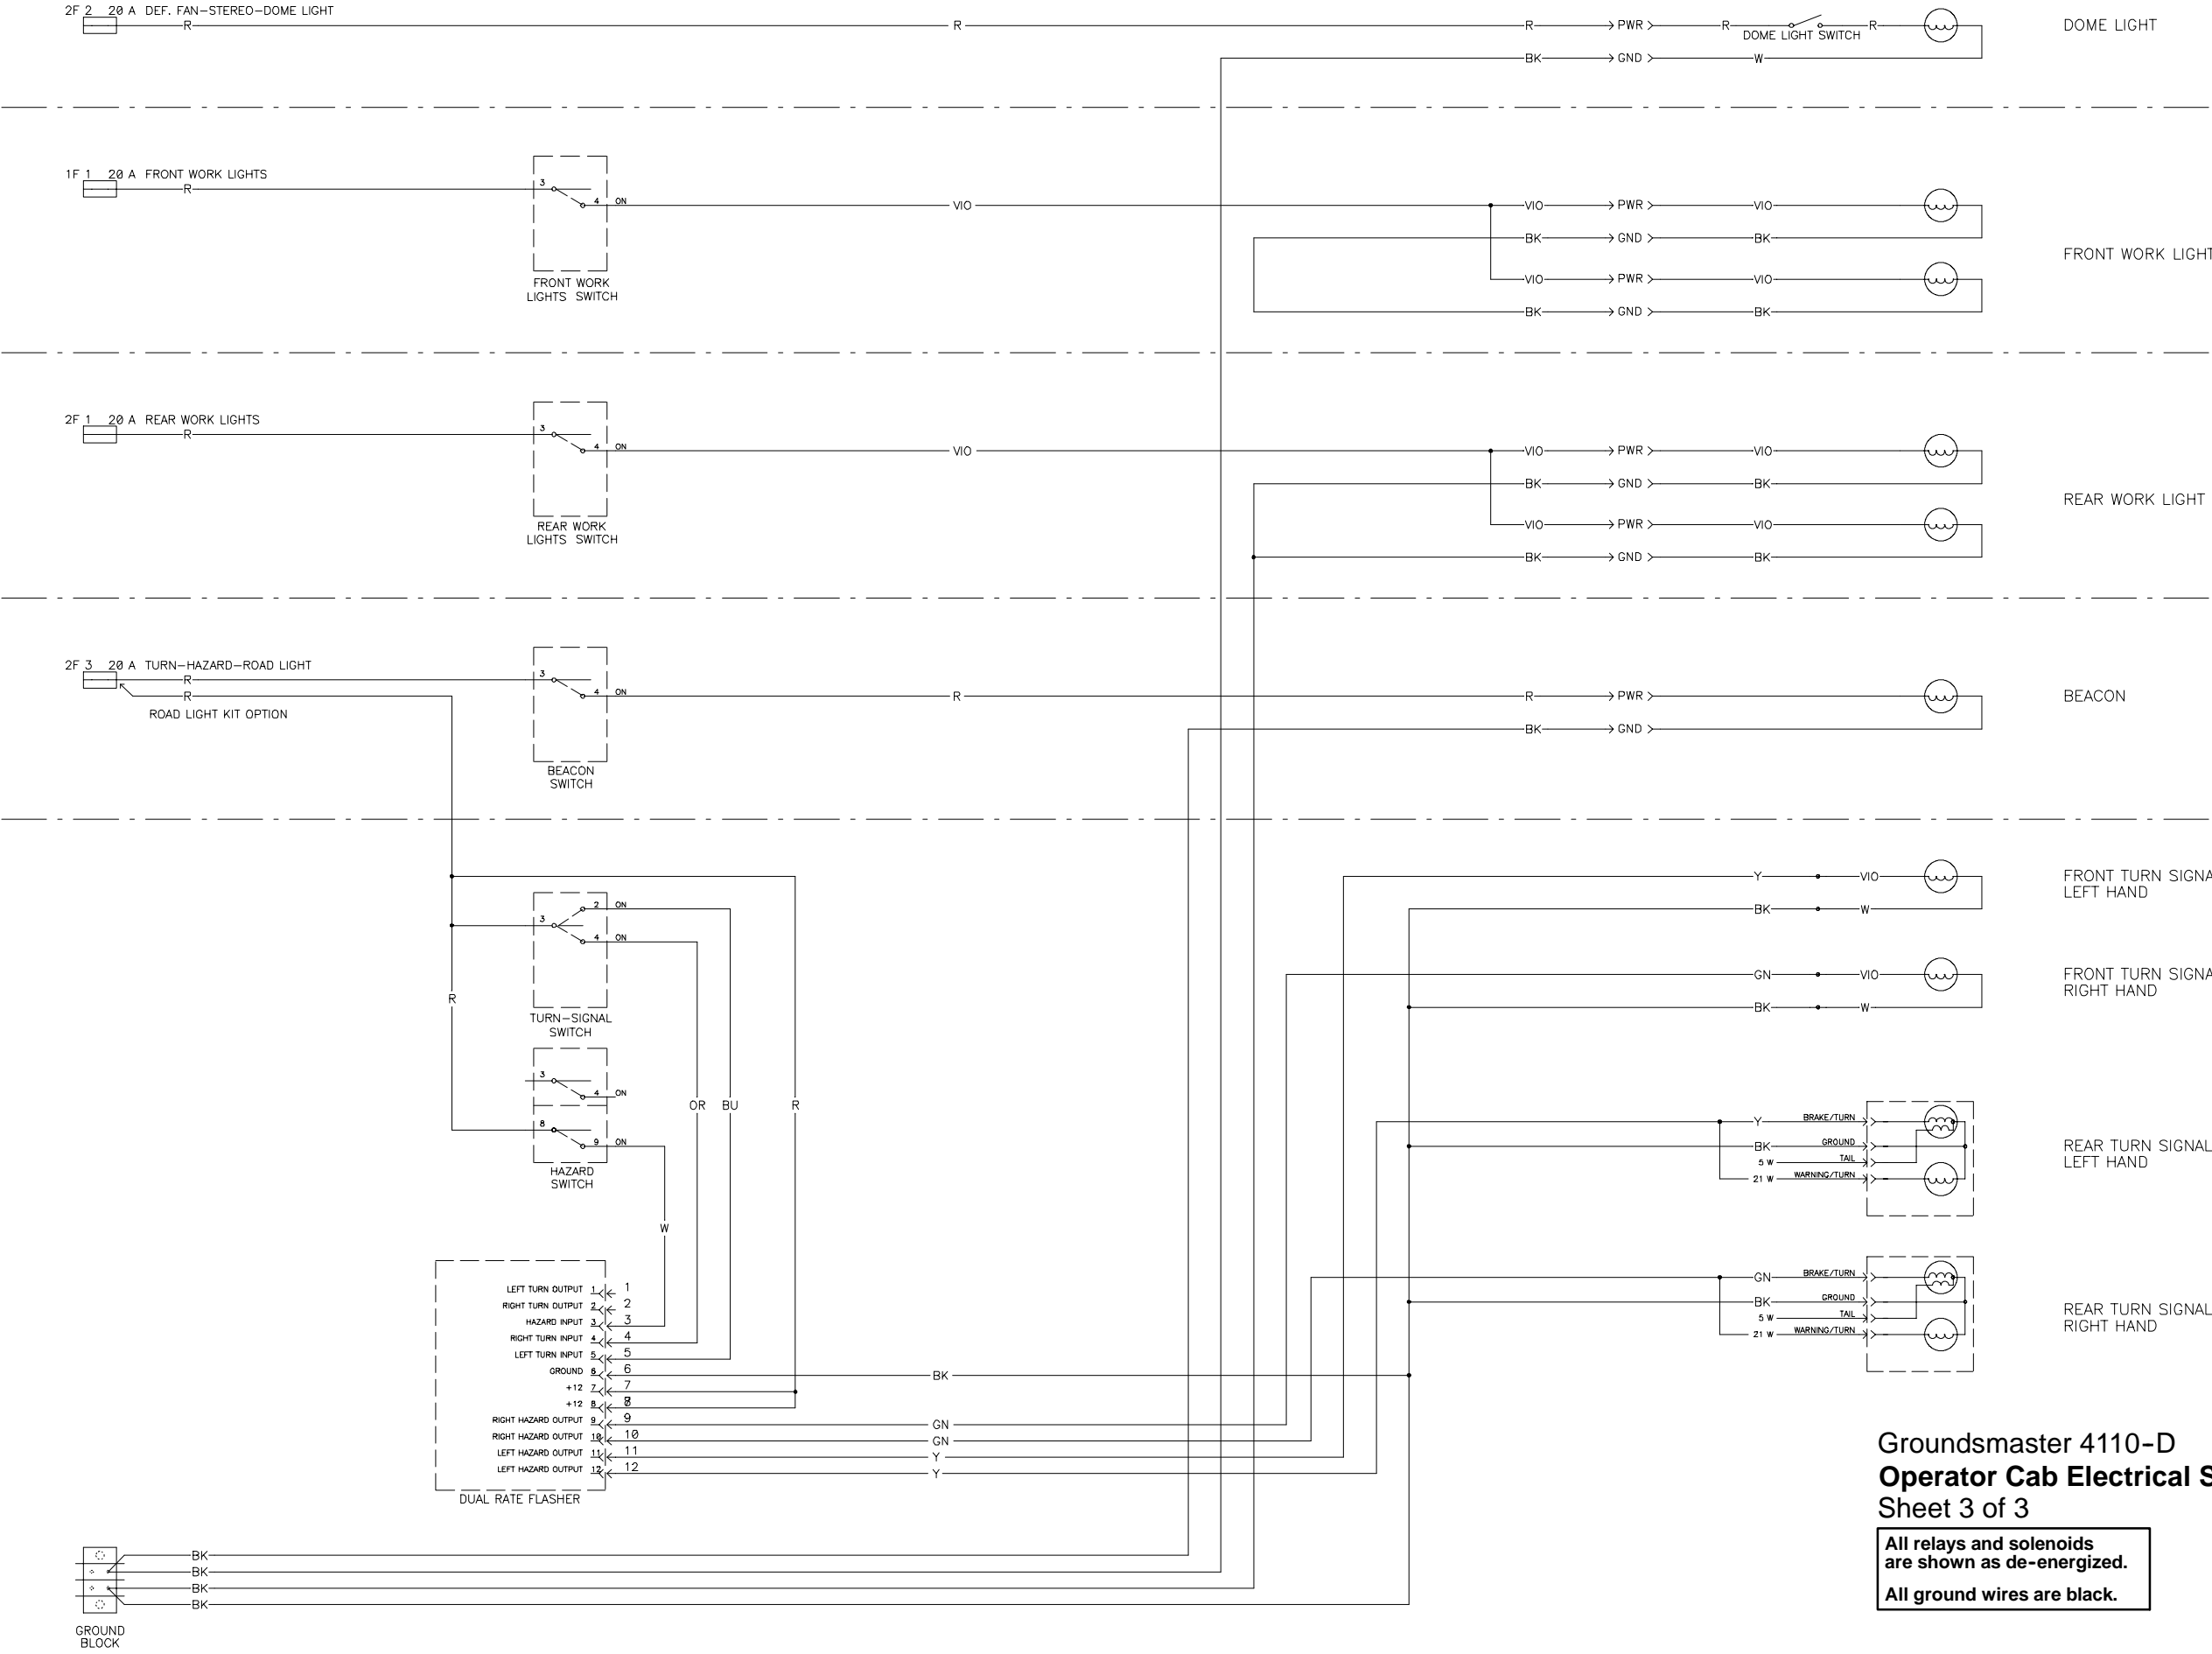 2F 2 20 A DEF. FAN-STEREO-DOME LIGHT
R R R PWR R R
DOME LIGHT SWITCH
DOME LIGHT
BK GND W
1F 1 20 A FRONT WORK LIGHTS
R
3
4 ON
VIO VIO PWR VIO
BK GND BK
FRONT WORK LIGHT
VIO PWR VIO
BK GND BK
FRONT WORK
LIGHTS SWITCH
2F 1 20 A REAR WORK LIGHTS
R
3
4 ON
VIO VIO PWR VIO
BK GND BK
REAR WORK LIGHT
VIO PWR VIO
BK GND BK
REAR WORK
LIGHTS SWITCH
2F 3 20 A TURN-HAZARD-ROAD LIGHT
R
R
ROAD LIGHT KIT OPTION
3
4 ON
R R PWR
BEACON
BK GND
BEACON
SWITCH
Y VIO
BK W
FRONT TURN SIGNA
LEFT HAND
2 ON
3
4 ON
TURN-SIGNAL
SWITCH
R
GN VIO
BK W
FRONT TURN SIGNA
RIGHT HAND
3
4 ON
8
9 ON
HAZARD
SWITCH
OR BU R
W
Y BRAKE/TURN
BK GROUND
5 W TAIL
21 W WARNING/TURN
REAR TURN SIGNAL
LEFT HAND
GN BRAKE/TURN
BK GROUND
5 W TAIL
21 W WARNING/TURN
REAR TURN SIGNAL
RIGHT HAND
LEFT TURN OUTPUT 1 1
RIGHT TURN OUTPUT 2 2
HAZARD INPUT 3 3
RIGHT TURN INPUT 4 4
LEFT TURN INPUT 5 5
GROUND 6 6 BK
+12 7 7
+12 8 8
RIGHT HAZARD OUTPUT 9 9 GN
RIGHT HAZARD OUTPUT 10 10 GN
LEFT HAZARD OUTPUT 11 11 Y
LEFT HAZARD OUTPUT 12 12 Y
DUAL RATE FLASHER
BK
BK
BK
BK
GROUND
BLOCK
Groundsmaster 4110-D
Operator Cab Electrical S
Sheet 3 of 3
All relays and solenoids
are shown as de-energized.
All ground wires are black.